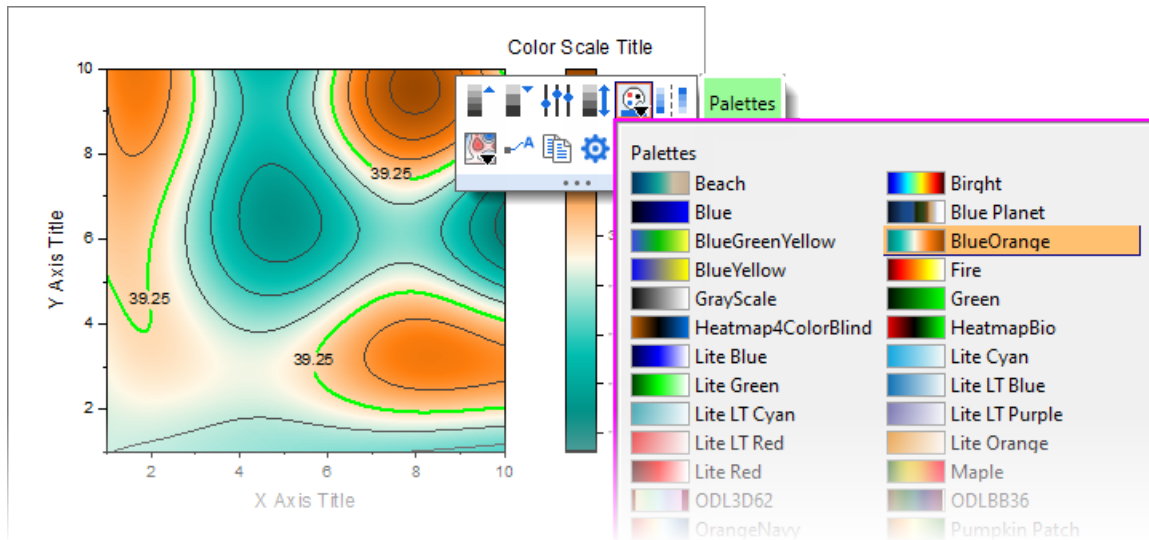 Color Scale Title
10
8
6
4
2
Y Axis Title
39.25
39.25
39.25
2
4
6
8
10
X Axis Title
A
Palettes
Palettes
Beach
Birght
Blue
Blue Planet
BlueGreenYellow
BlueOrange
BlueYellow
Fire
GrayScale
Green
Heatmap4ColorBlind
HeatmapBio
Lite Blue
Lite Cyan
Lite Green
Lite LT Blue
Lite LT Cyan
Lite LT Purple
Lite LT Red
Lite Orange
Lite Red
Maple
ODL3D62
ODLBB36
OrangeNavy
Pumpkin Patch